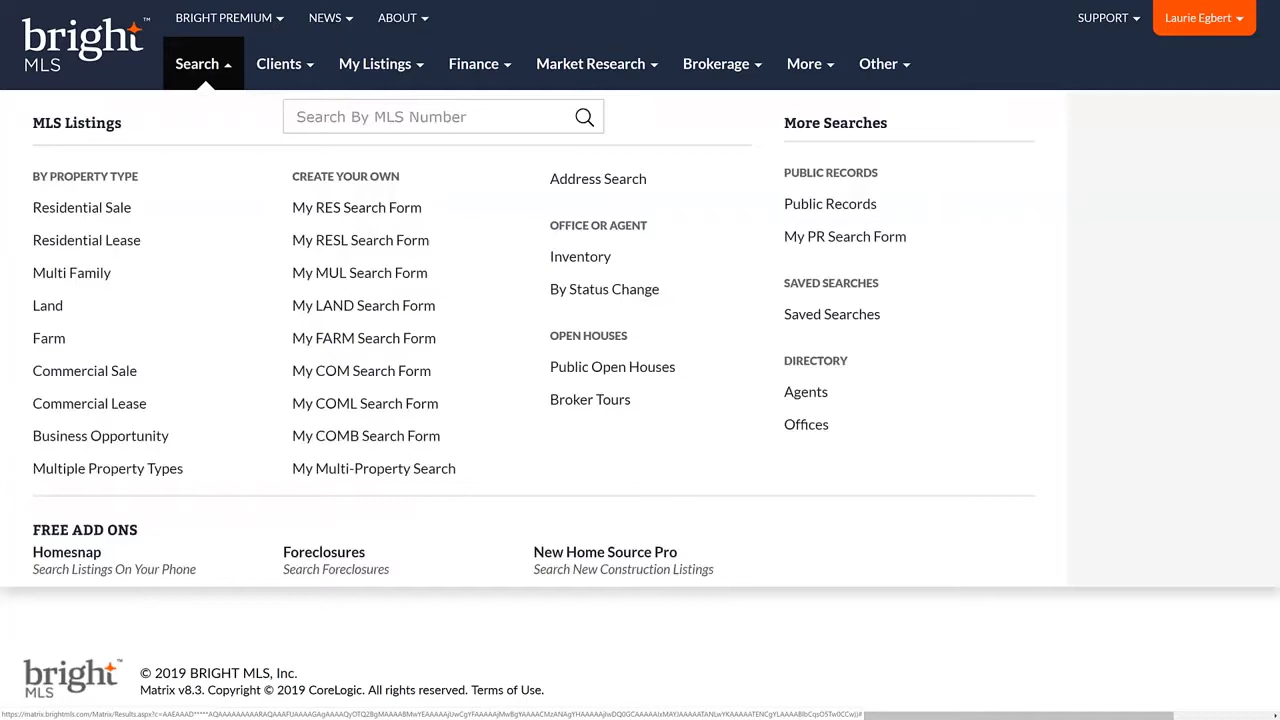 bright™
MLS
BRIGHT PREMIUM
NEWS
ABOUT
SUPPORT
Laurie Egbert
Search
Clients
My Listings
Finance
Market Research
Brokerage
More
Other
MLS Listings
Search By MLS Number
BY PROPERTY TYPE
Residential Sale
Residential Lease
Multi Family
Land
Farm
Commercial Sale
Commercial Lease
Business Opportunity
Multiple Property Types
CREATE YOUR OWN
My RES Search Form
My RESL Search Form
My MUL Search Form
My LAND Search Form
My FARM Search Form
My COM Search Form
My COML Search Form
My COMB Search Form
My Multi-Property Search
Address Search
OFFICE OR AGENT
Inventory
By Status Change
OPEN HOUSES
Public Open Houses
Broker Tours
More Searches
PUBLIC RECORDS
Public Records
My PR Search Form
SAVED SEARCHES
Saved Searches
DIRECTORY
Agents
Offices
FREE ADD ONS
Homesnap
Search Listings On Your Phone
Foreclosures
Search Foreclosures
New Home Source Pro
Search New Construction Listings
bright™
MLS
© 2019 BRIGHT MLS, Inc.
Matrix v8.3. Copyright © 2019 CoreLogic. All rights reserved. Terms of Use.